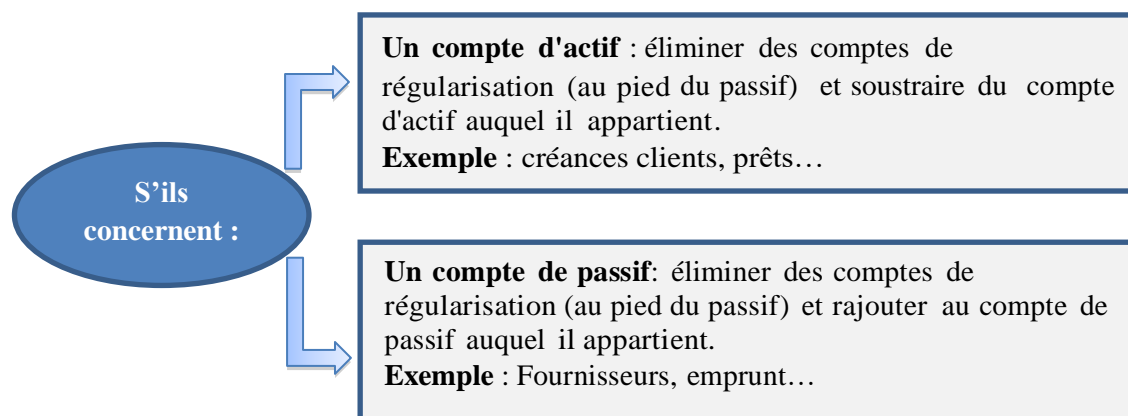 Un compte d'actif : éliminer des comptes de
régularisation (au pied du passif) et soustraire du compte
d'actif auquel il appartient.
Exemple : créances clients, prêts…
S’ils
concernent :
Un compte de passif: éliminer des comptes de
régularisation (au pied du passif) et rajouter au compte de
passif auquel il appartient.
Exemple : Fournisseurs, emprunt…